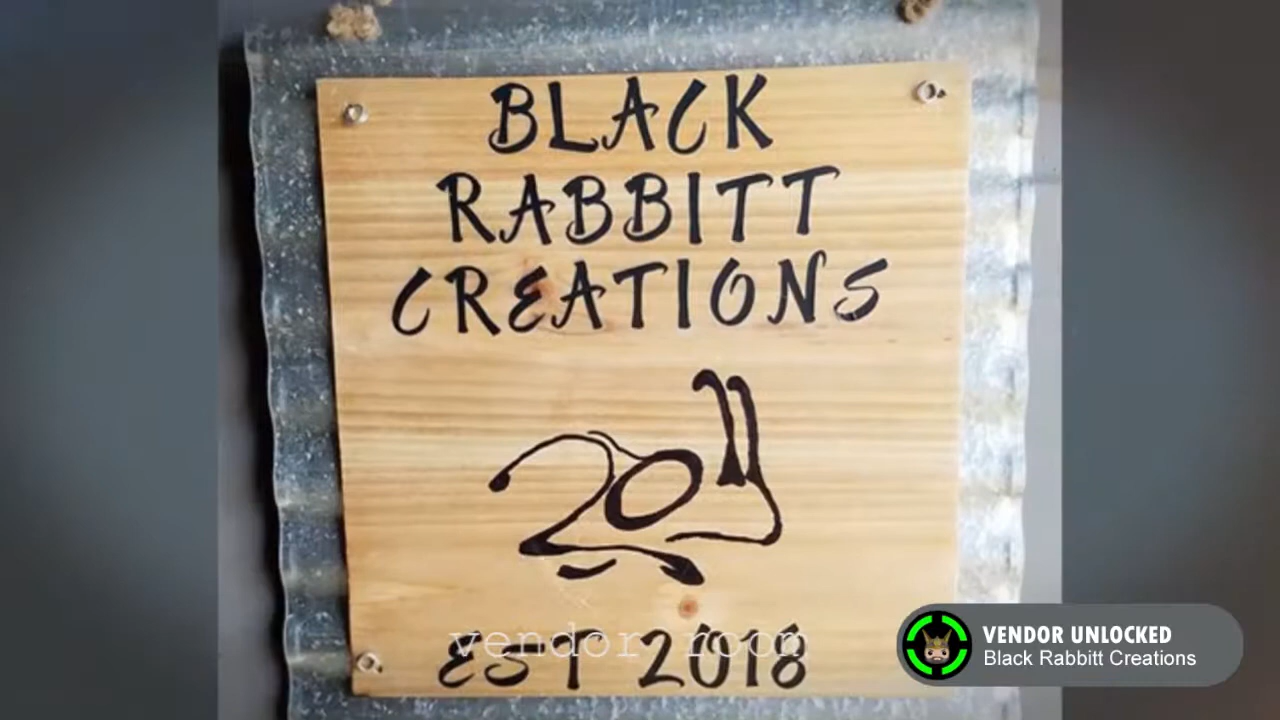 BLACK
RABBITT
CREATIONS
EST 2018
vendor room
VENDOR UNLOCKED
Black Rabbitt Creations